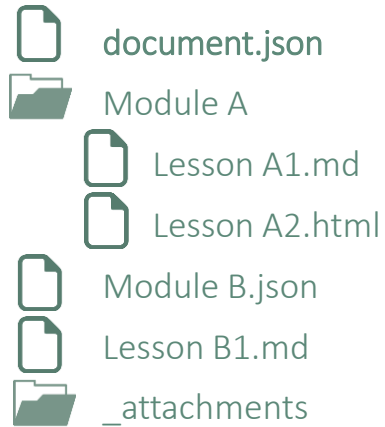 document.json
Module A
Lesson A1.md
Lesson A2.html
Module B.json
Lesson B1.md
_attachments